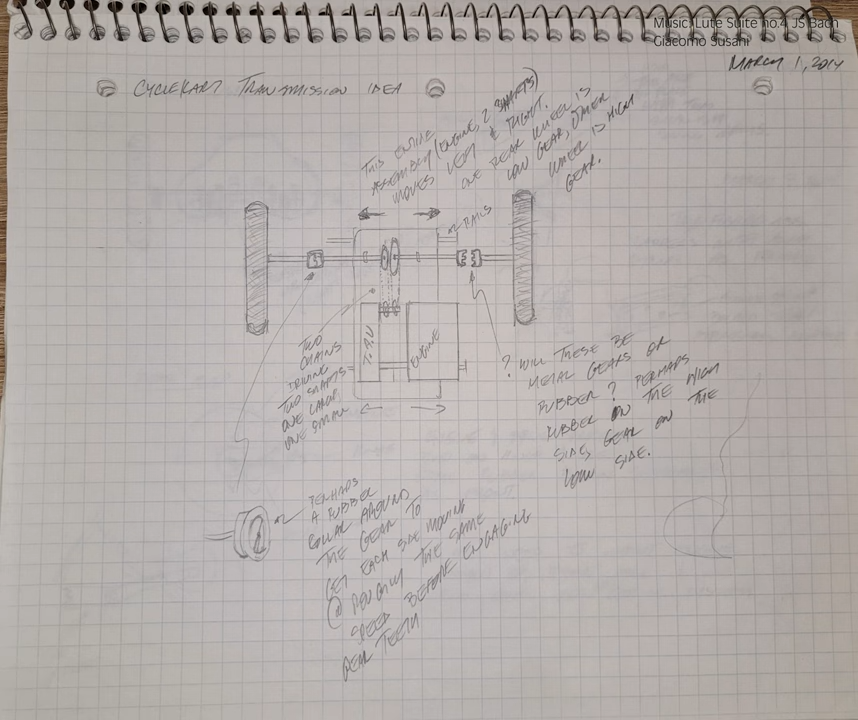 Music: Lute Suite no.4 JS Bach
Giacomo Susani
MARCH 1, 2014
CYCLEKART TRANSMISSION IDEA
THIS ENTIRE
ASSEMBLY (ENGINE, 2 SHAFTS)
MOVES LEFT & RIGHT.
ONE REAR WHEEL IS
LOW GEAR, OTHER
WHEEL IS HIGH
GEAR.
RAILS
T.A.V
ENGINE
TWO
CHAINS
DRIVING
TWO SHAFTS
ONE LARGE
ONE SMALL
? WILL THESE BE
METAL GEARS OR
RUBBER? PERHAPS
RUBBER ON THE HIGH
SIDE, GEAR ON THE
LOW SIDE.
PERHAPS
A RUBBER
COLLAR AROUND
THE GEAR TO
GET EACH SIDE MOVING
@ ROUGHLY THE SAME
SPEED BEFORE ENGAGING
GEAR TEETH